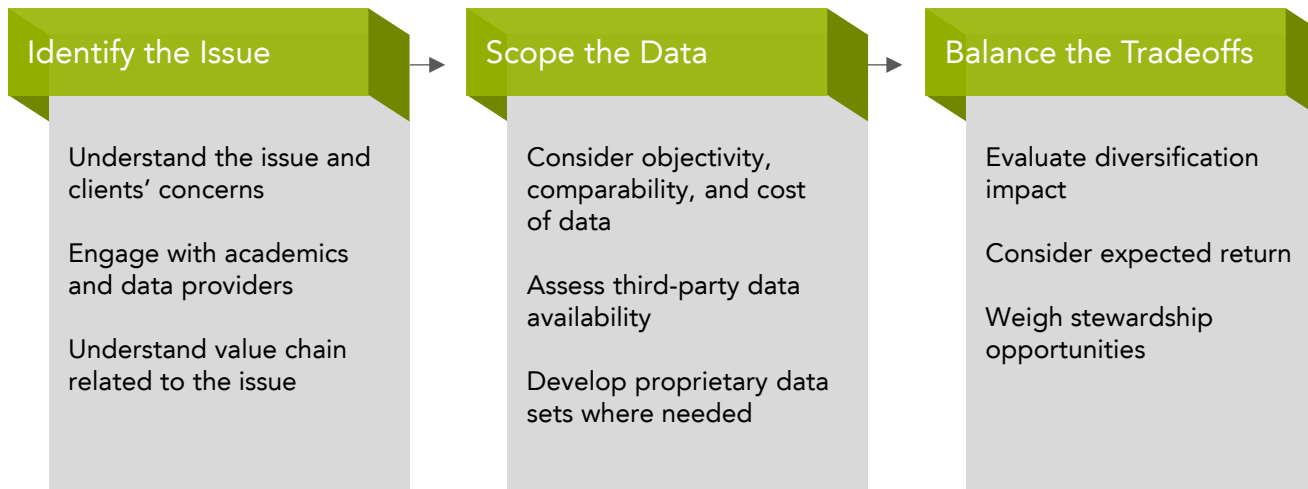 Identify the Issue
Understand the issue and
clients’ concerns
Engage with academics
and data providers
Understand value chain
related to the issue
Scope the Data
Consider objectivity,
comparability, and cost
of data
Assess third-party data
availability
Develop proprietary data
sets where needed
Balance the Tradeoffs
Evaluate diversification
impact
Consider expected return
Weigh stewardship
opportunities